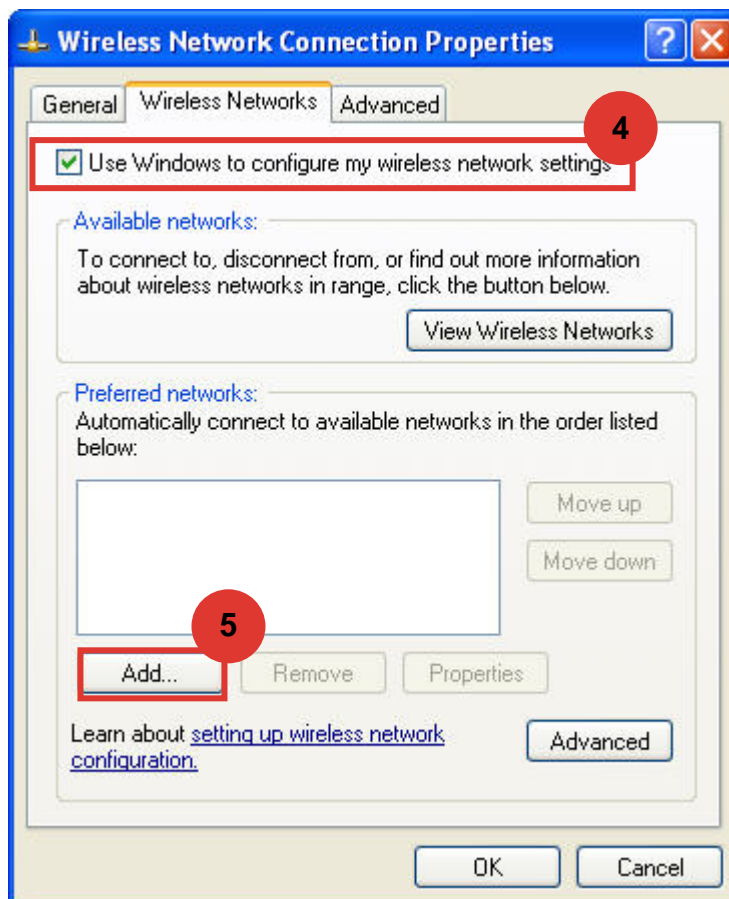 Wireless Network Connection Properties
General Wireless Networks Advanced
4
Use Windows to configure my wireless network settings
Available networks:
To connect to, disconnect from, or find out more information
about wireless networks in range, click the button below.
View Wireless Networks
Preferred networks:
Automatically connect to available networks in the order listed
below:
Move up
Move down
5
Add... Remove Properties
Learn about setting up wireless network
configuration.
Advanced
OK Cancel